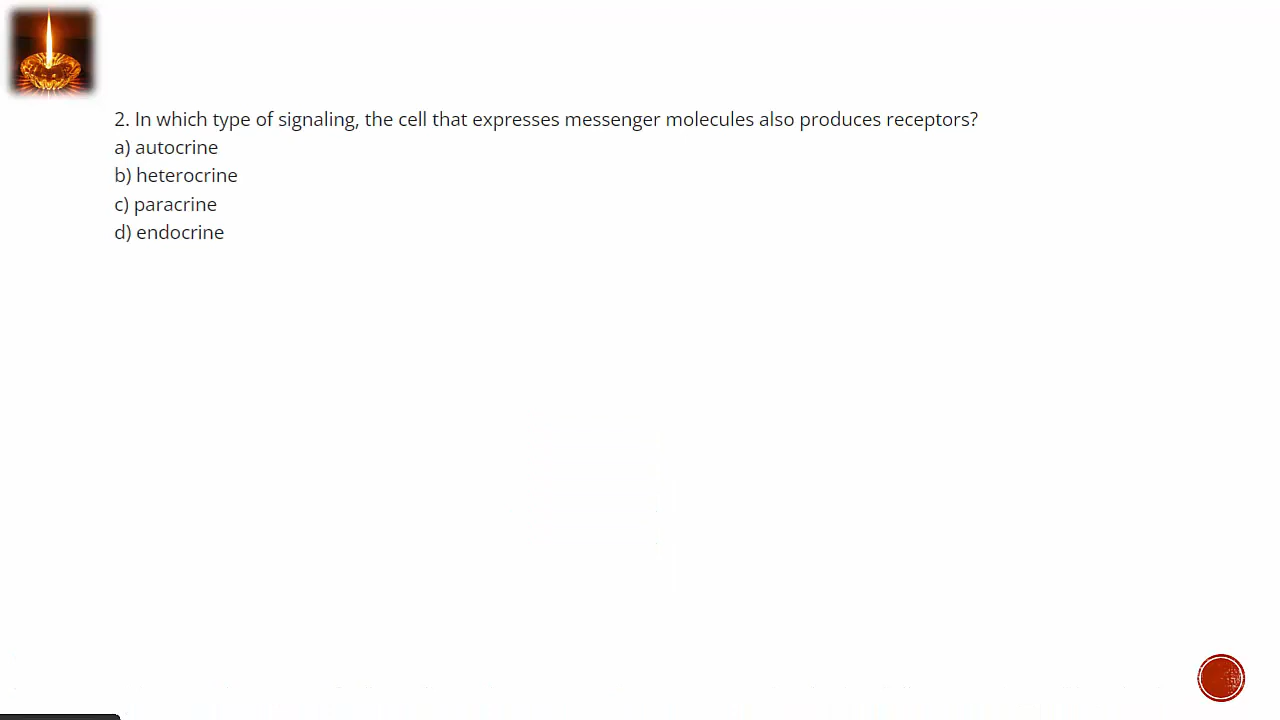 2. In which type of signaling, the cell that expresses messenger molecules also produces receptors?
a) autocrine
b) heterocrine
c) paracrine
d) endocrine